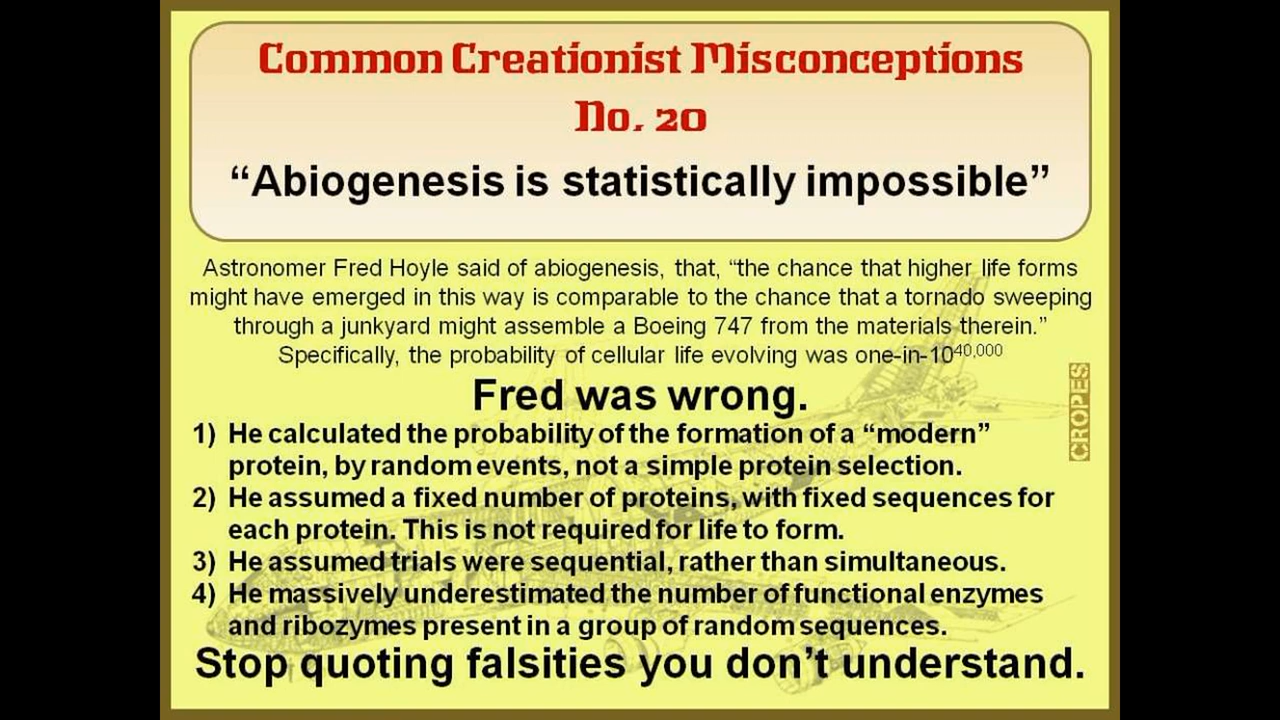 Common Creationist Misconceptions
No. 20
“Abiogenesis is statistically impossible”
Astronomer Fred Hoyle said of abiogenesis, that, “the chance that higher life forms
might have emerged in this way is comparable to the chance that a tornado sweeping
through a junkyard might assemble a Boeing 747 from the materials therein.”
Specifically, the probability of cellular life evolving was one-in-10⁴⁰,⁰⁰⁰
Fred was wrong.
1) He calculated the probability of the formation of a “modern”
protein, by random events, not a simple protein selection.
2) He assumed a fixed number of proteins, with fixed sequences for
each protein. This is not required for life to form.
3) He assumed trials were sequential, rather than simultaneous.
4) He massively underestimated the number of functional enzymes
and ribozymes present in a group of random sequences.
Stop quoting falsities you don’t understand.
CROPES